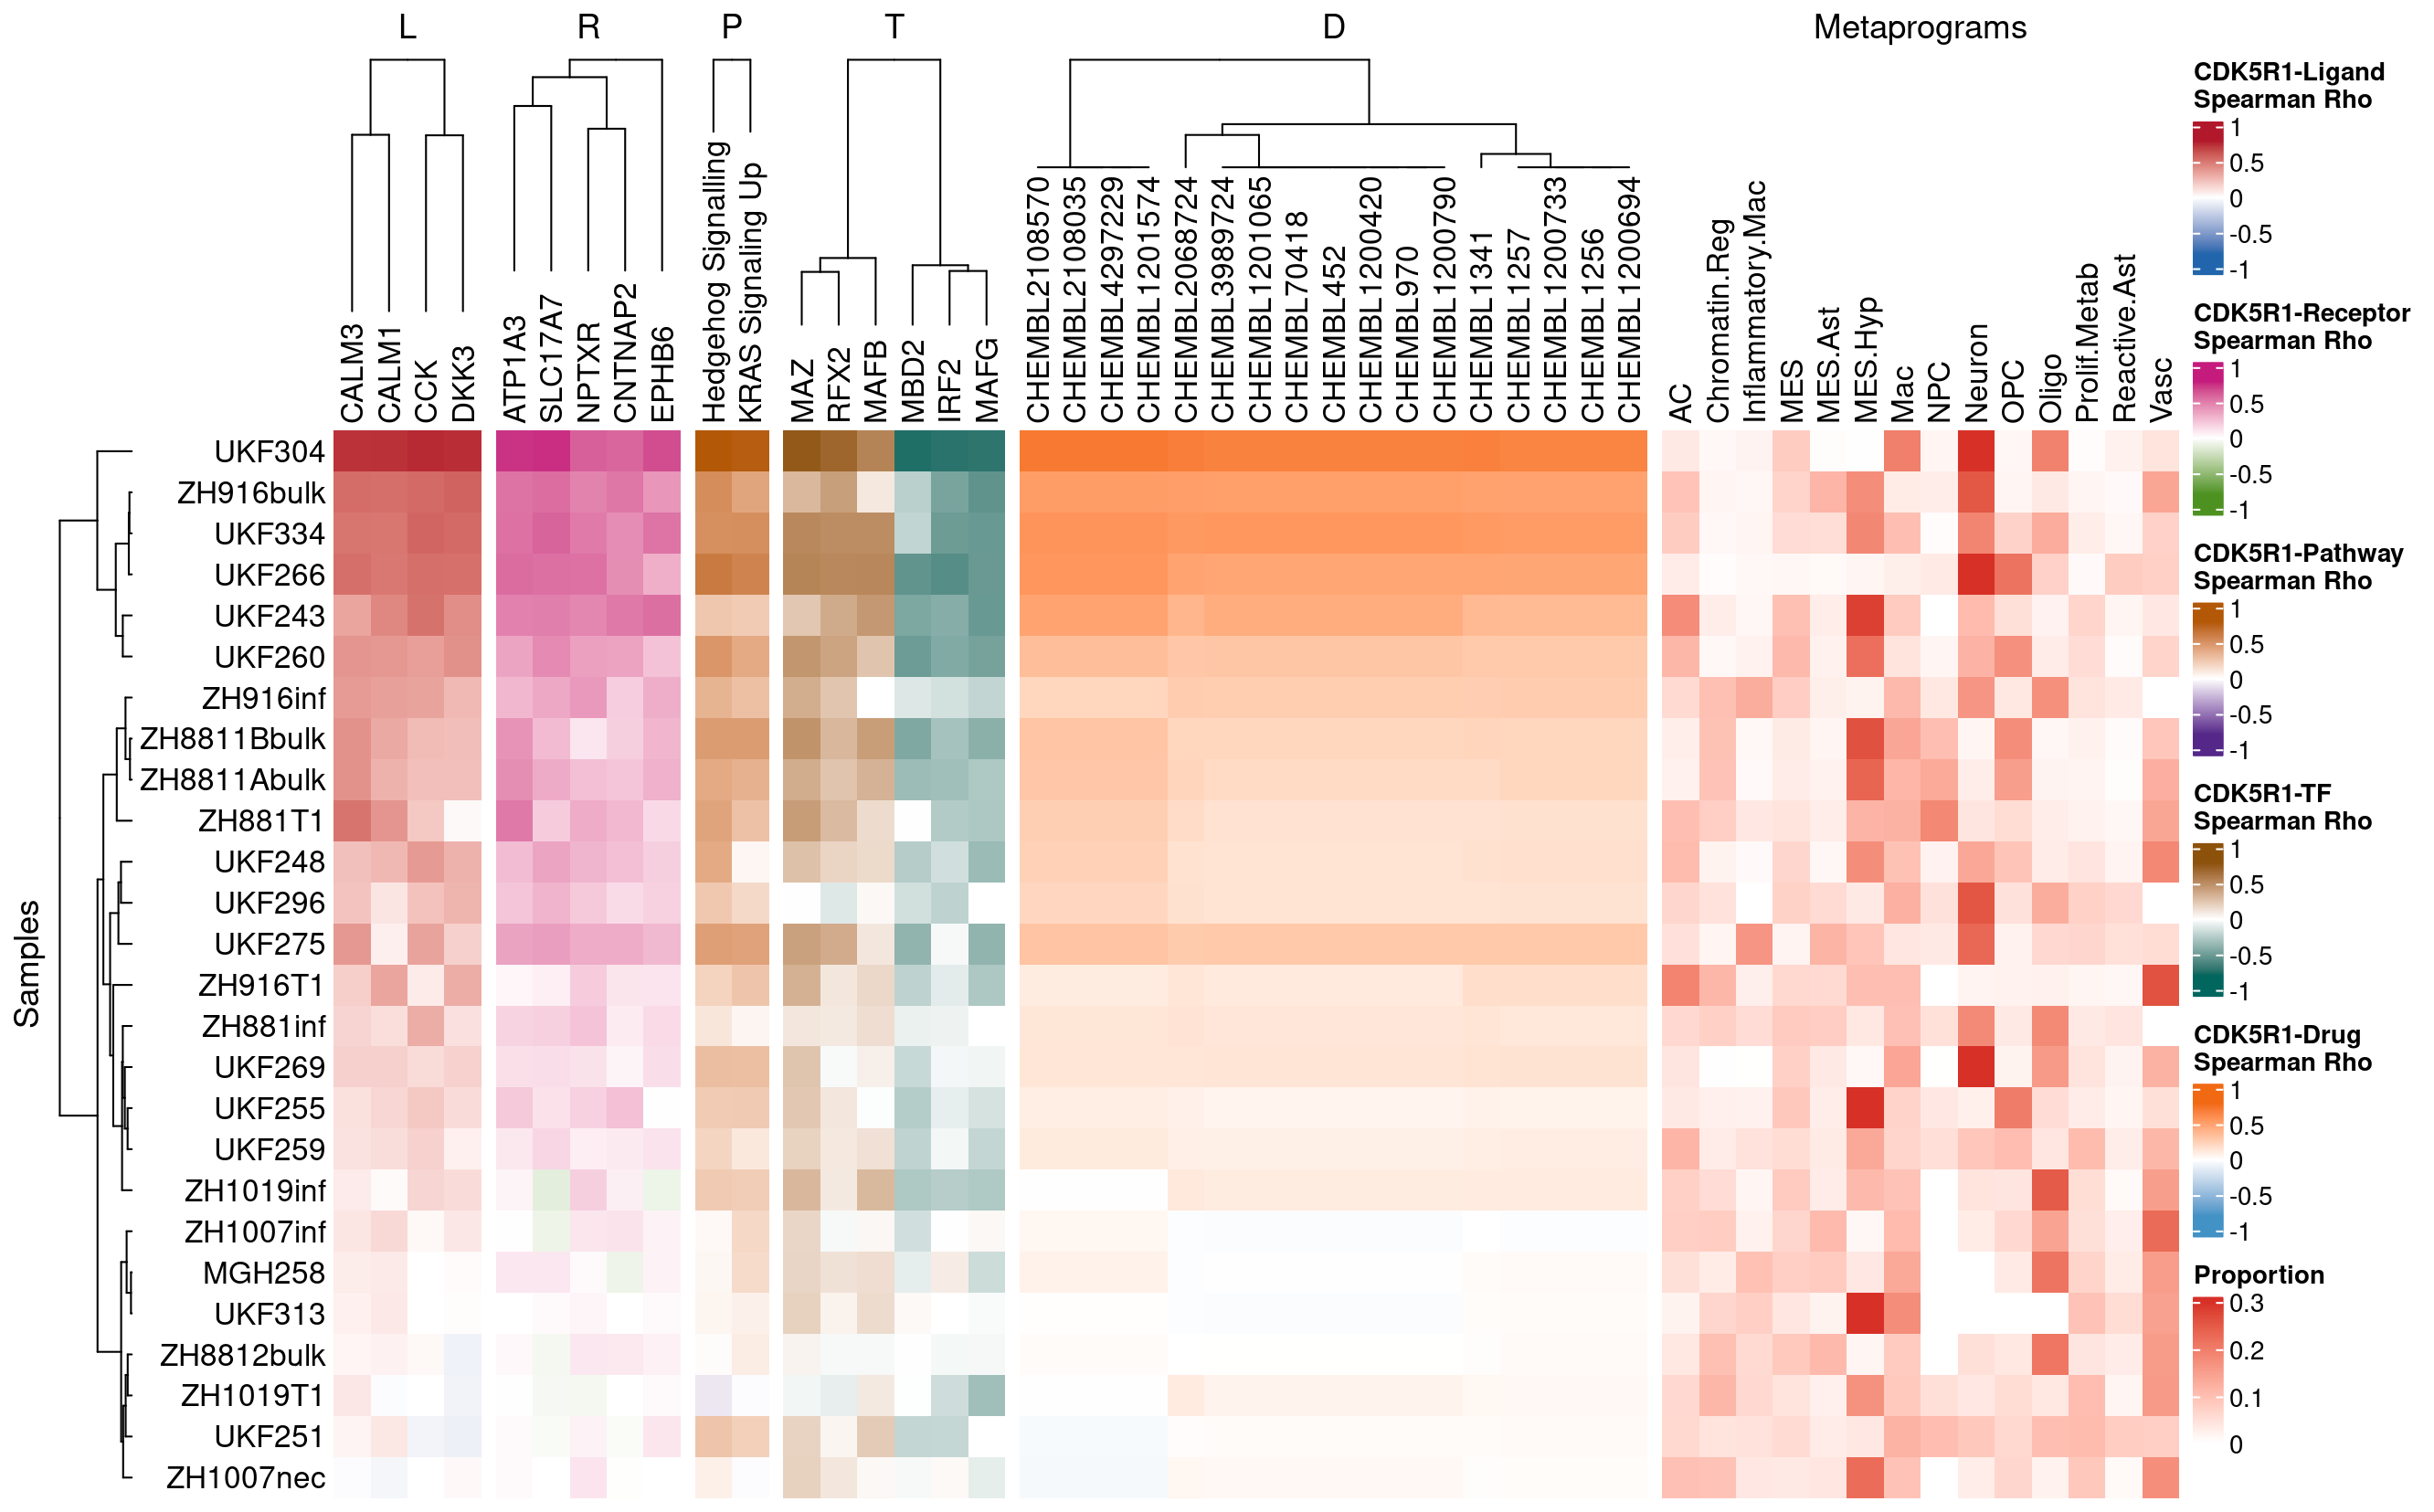 L R P T D Metaprograms
CALM3
CALM1
CCK
DKK3
ATP1A3
SLC17A7
NPTXR
CNTNAP2
EPHB6
Hedgehog Signalling
KRAS Signaling Up
MAZ
RFX2
MAFB
MBD2
IRF2
MAFG
CHEMBL2108570
CHEMBL2108035
CHEMBL4297229
CHEMBL1201574
CHEMBL2068724
CHEMBL3989724
CHEMBL1201065
CHEMBL70418
CHEMBL452
CHEMBL1200420
CHEMBL970
CHEMBL1200790
CHEMBL1341
CHEMBL1257
CHEMBL1200733
CHEMBL1256
CHEMBL1200694
AC
Chromatin.Reg
Inflammatory.Mac
MES
MES.Ast
MES.Hyp
Mac
NPC
Neuron
OPC
Oligo
Prolif.Metab
Reactive.Ast
Vasc
Samples
UKF304
ZH916bulk
UKF334
UKF266
UKF243
UKF260
ZH916inf
ZH8811Bbulk
ZH8811Abulk
ZH881T1
UKF248
UKF296
UKF275
ZH916T1
ZH881inf
UKF269
UKF255
UKF259
ZH1019inf
ZH1007inf
MGH258
UKF313
ZH8812bulk
ZH1019T1
UKF251
ZH1007nec
CDK5R1-Ligand
Spearman Rho
1
0.5
0
-0.5
-1
CDK5R1-Receptor
Spearman Rho
1
0.5
0
-0.5
-1
CDK5R1-Pathway
Spearman Rho
1
0.5
0
-0.5
-1
CDK5R1-TF
Spearman Rho
1
0.5
0
-0.5
-1
CDK5R1-Drug
Spearman Rho
1
0.5
0
-0.5
-1
Proportion
0.3
0.2
0.1
0